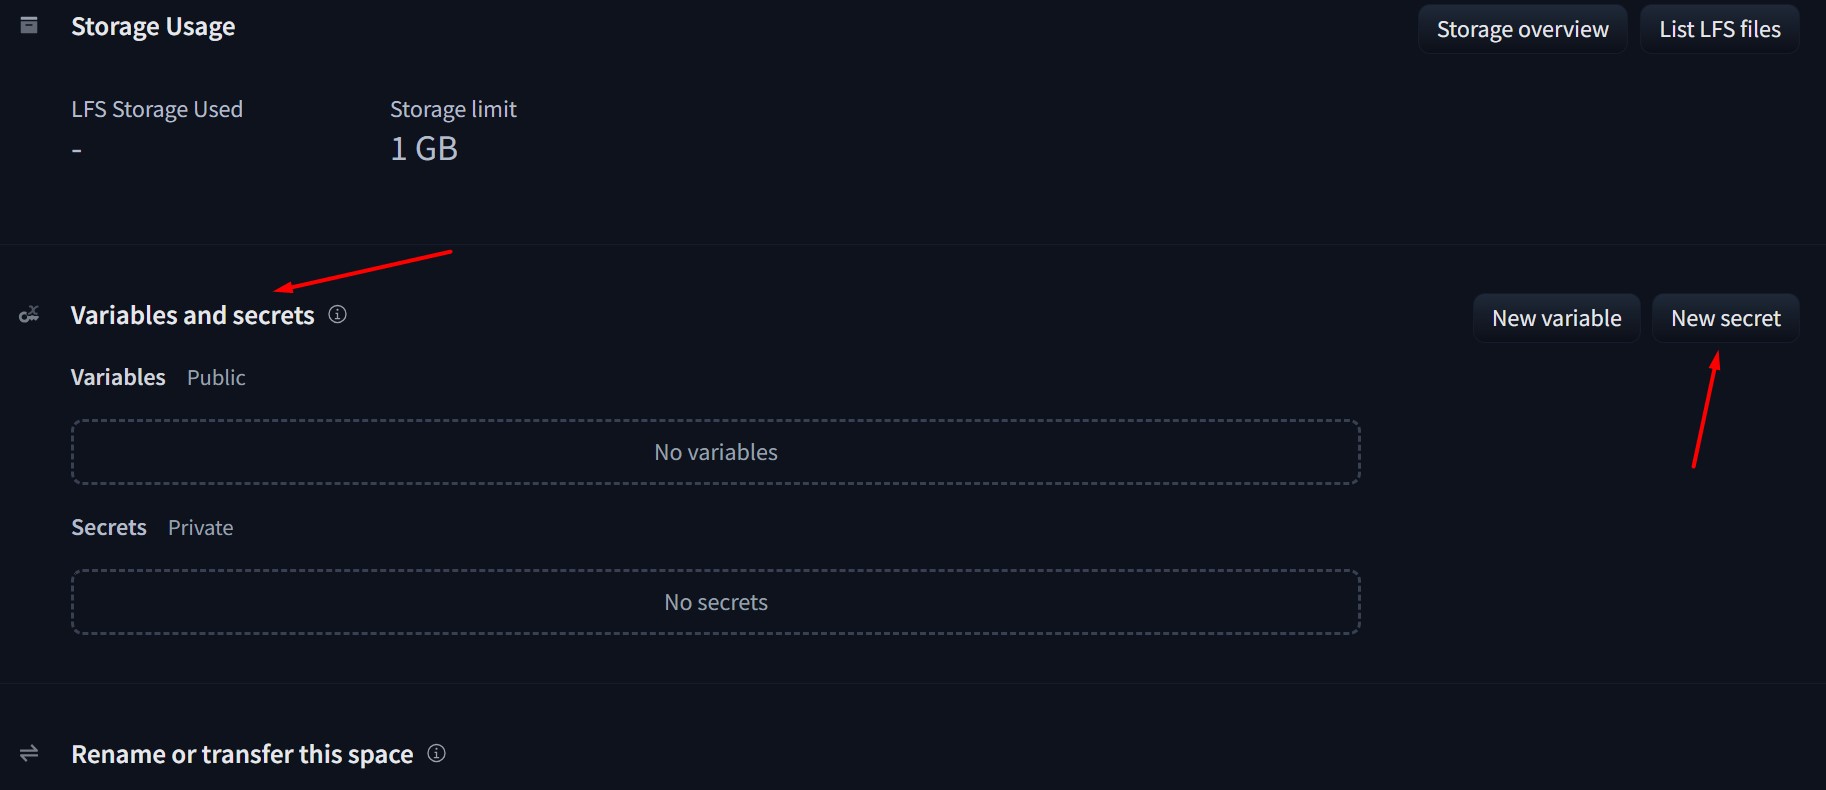 Storage Usage
Storage overview
List LFS files
LFS Storage Used
Storage limit
-
1 GB
Variables and secrets
New variable
New secret
Variables Public
No variables
Secrets Private
No secrets
Rename or transfer this space